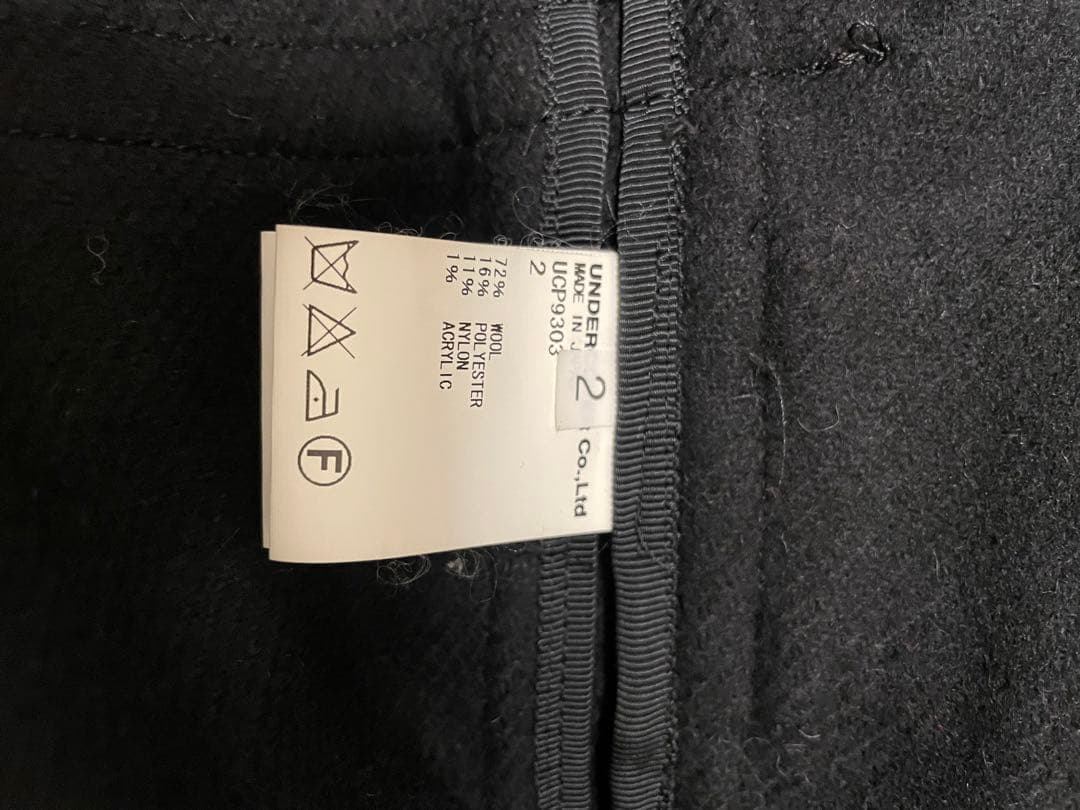 UNDER
2
Co.,Ltd
MADE IN J
UCP9303
2
72% WOOL
16% POLYESTER
11% NYLON
1% ACRYLIC
F